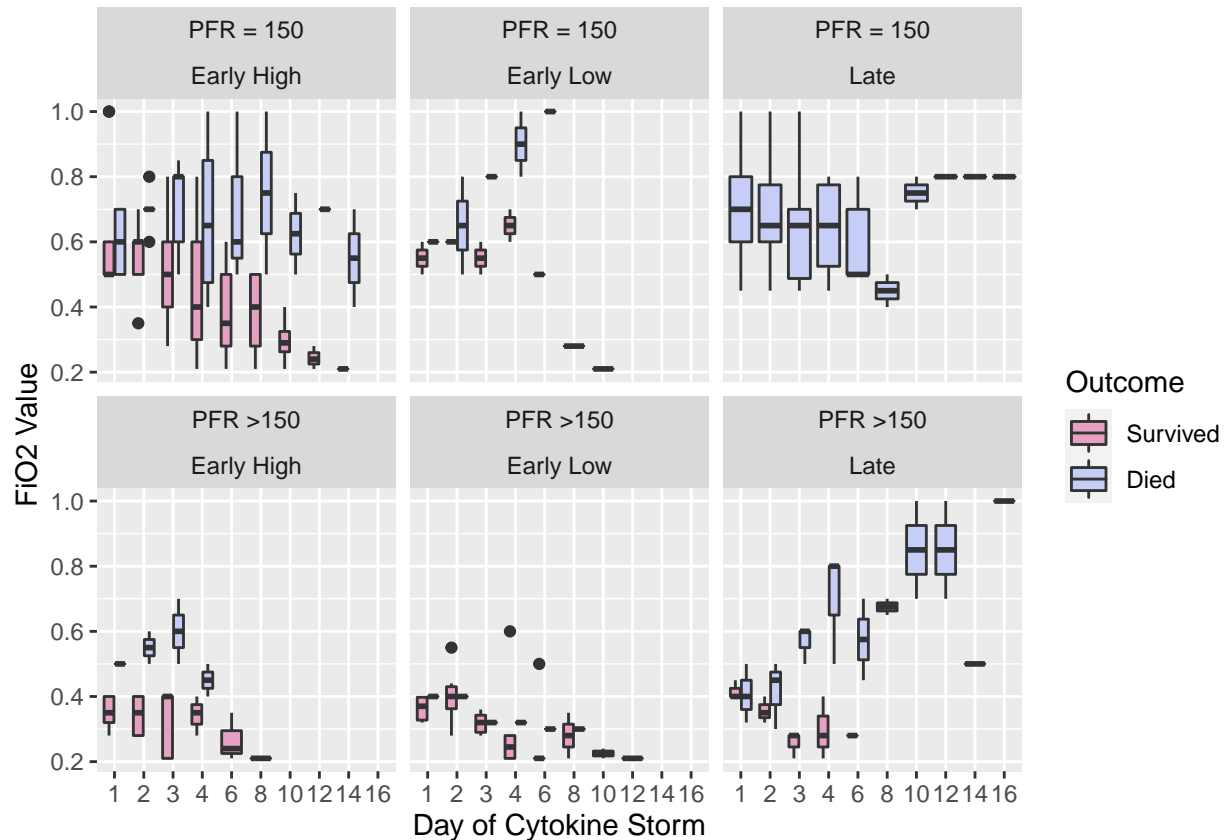 PFR = 150
Early High
PFR = 150
Early Low
PFR = 150
Late
1.0
0.8
0.6
0.4
0.2
PFR >150
Early High
PFR >150
Early Low
PFR >150
Late
1.0
0.8
0.6
0.4
0.2
1 2 3 4 6 8 10 12 14 16
1 2 3 4 6 8 10 12 14 16
1 2 3 4 6 8 10 12 14 16
FiO2 Value
Day of Cytokine Storm
Outcome
Survived
Died